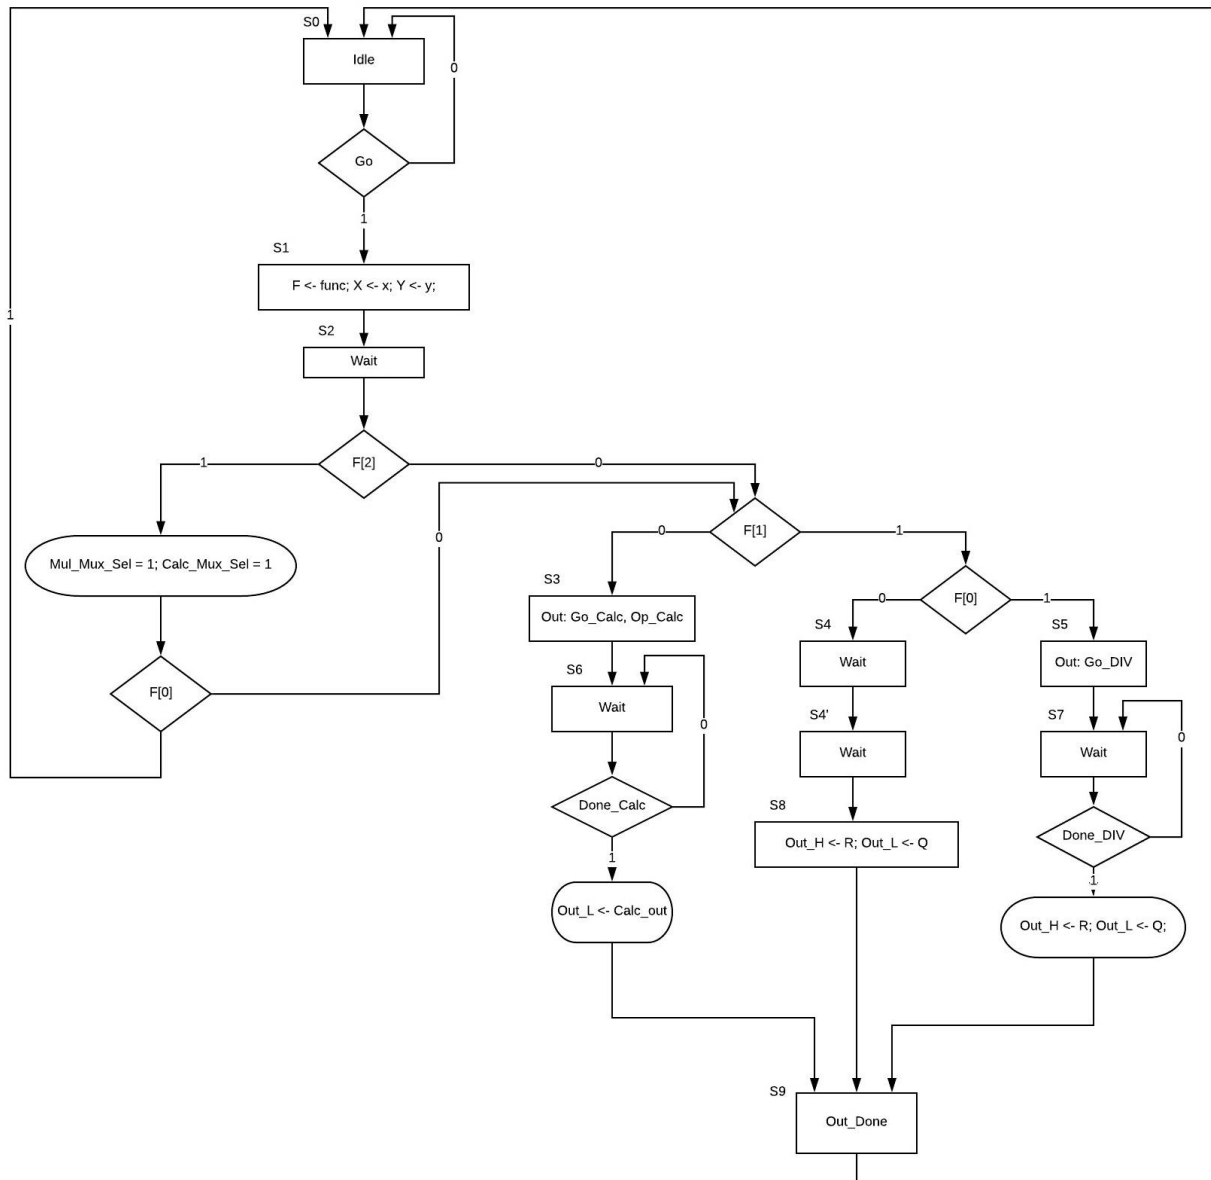 S0
Idle
0
Go
1
S1
F <- func; X <- x; Y <- y;
1
S2
Wait
1
F[2]
0
0
F[1]
1
0
Mul_Mux_Sel = 1; Calc_Mux_Sel = 1
S3
0
F[0]
1
Out: Go_Calc, Op_Calc
S4
S5
Wait
Out: Go_DIV
S6
F[0]
Wait
S4'
S7
0
0
Wait
Wait
Done_Calc
S8
Done_DIV
1
Out_H <- R; Out_L <- Q
1
Out_L <- Calc_out
Out_H <- R; Out_L <- Q;
S9
Out_Done